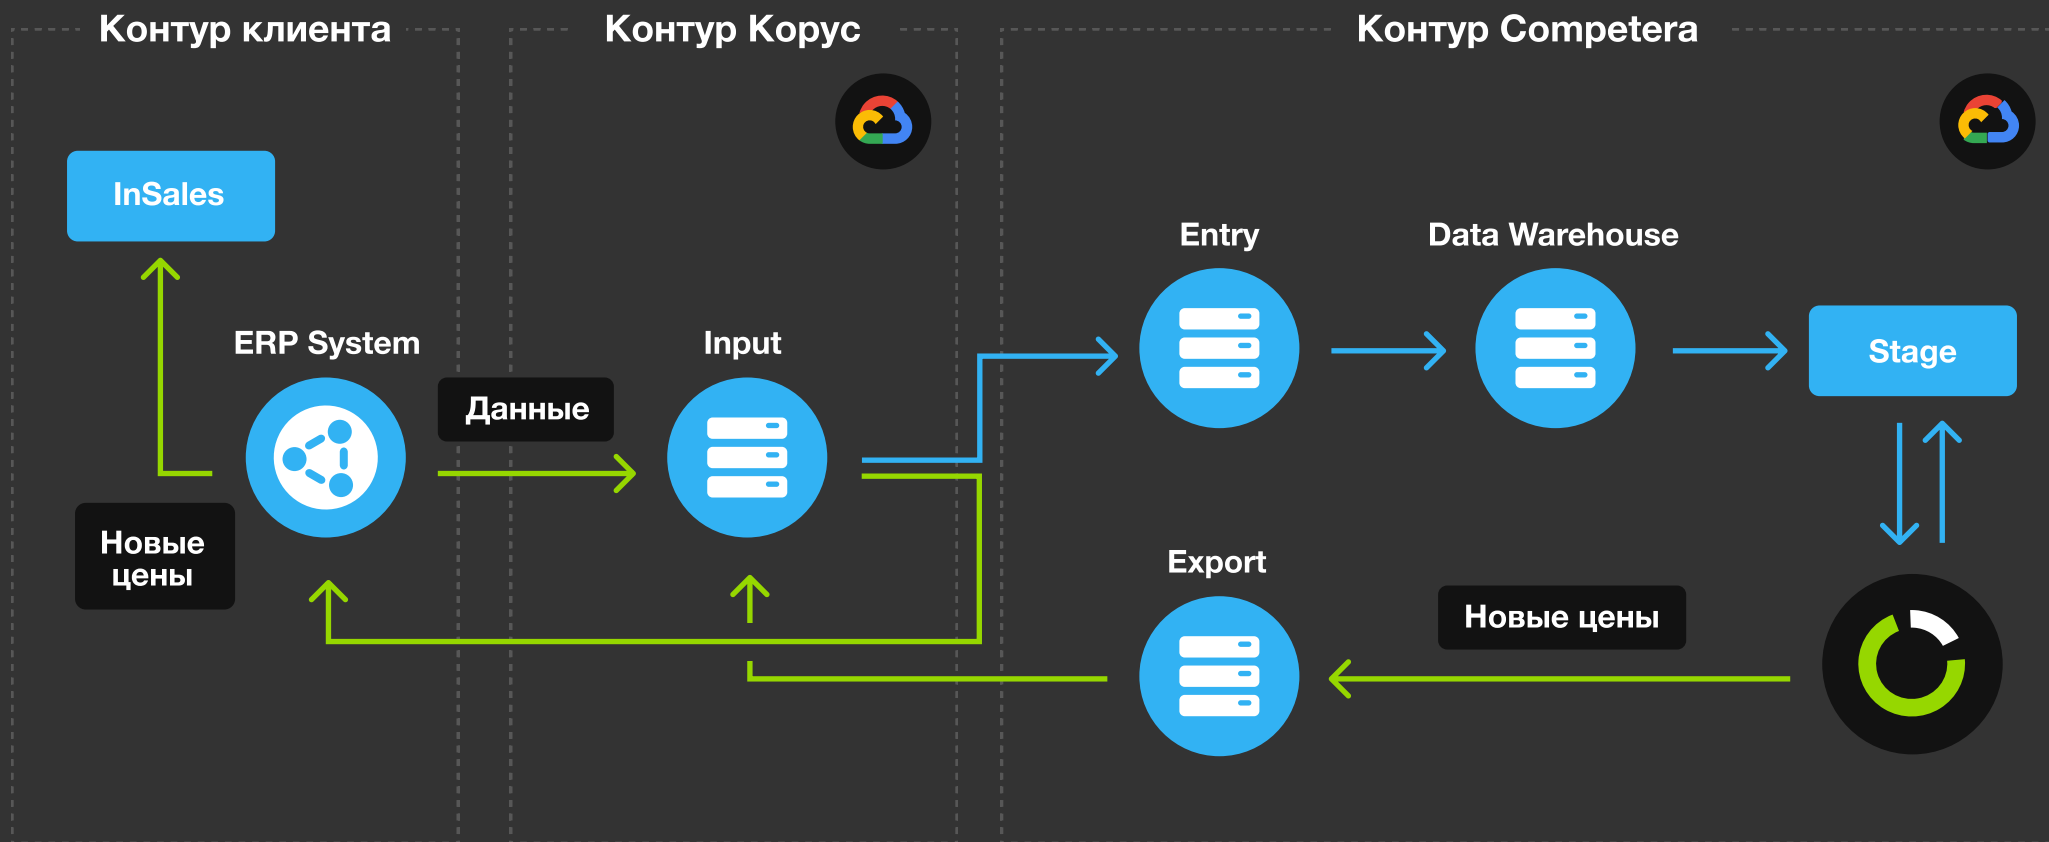 Контур клиента
Контур Корус
Контур Competera
InSales
Entry
Data Warehouse
ERP System
Input
Stage
Данные
Новые
цены
Export
Новые цены